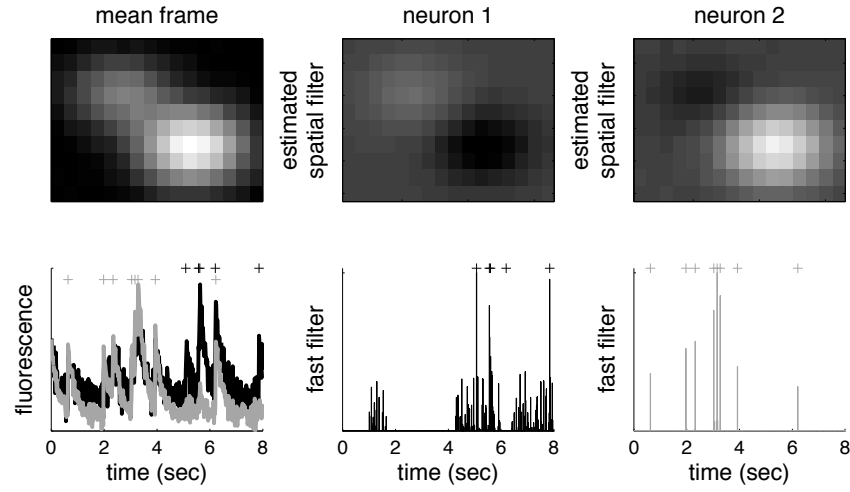 mean frame
neuron 1
neuron 2
estimated
spatial filter
estimated
spatial filter
fluorescence
0 2 4 6 8
time (sec)
fast filter
0 2 4 6 8
time (sec)
fast filter
0 2 4 6 8
time (sec)